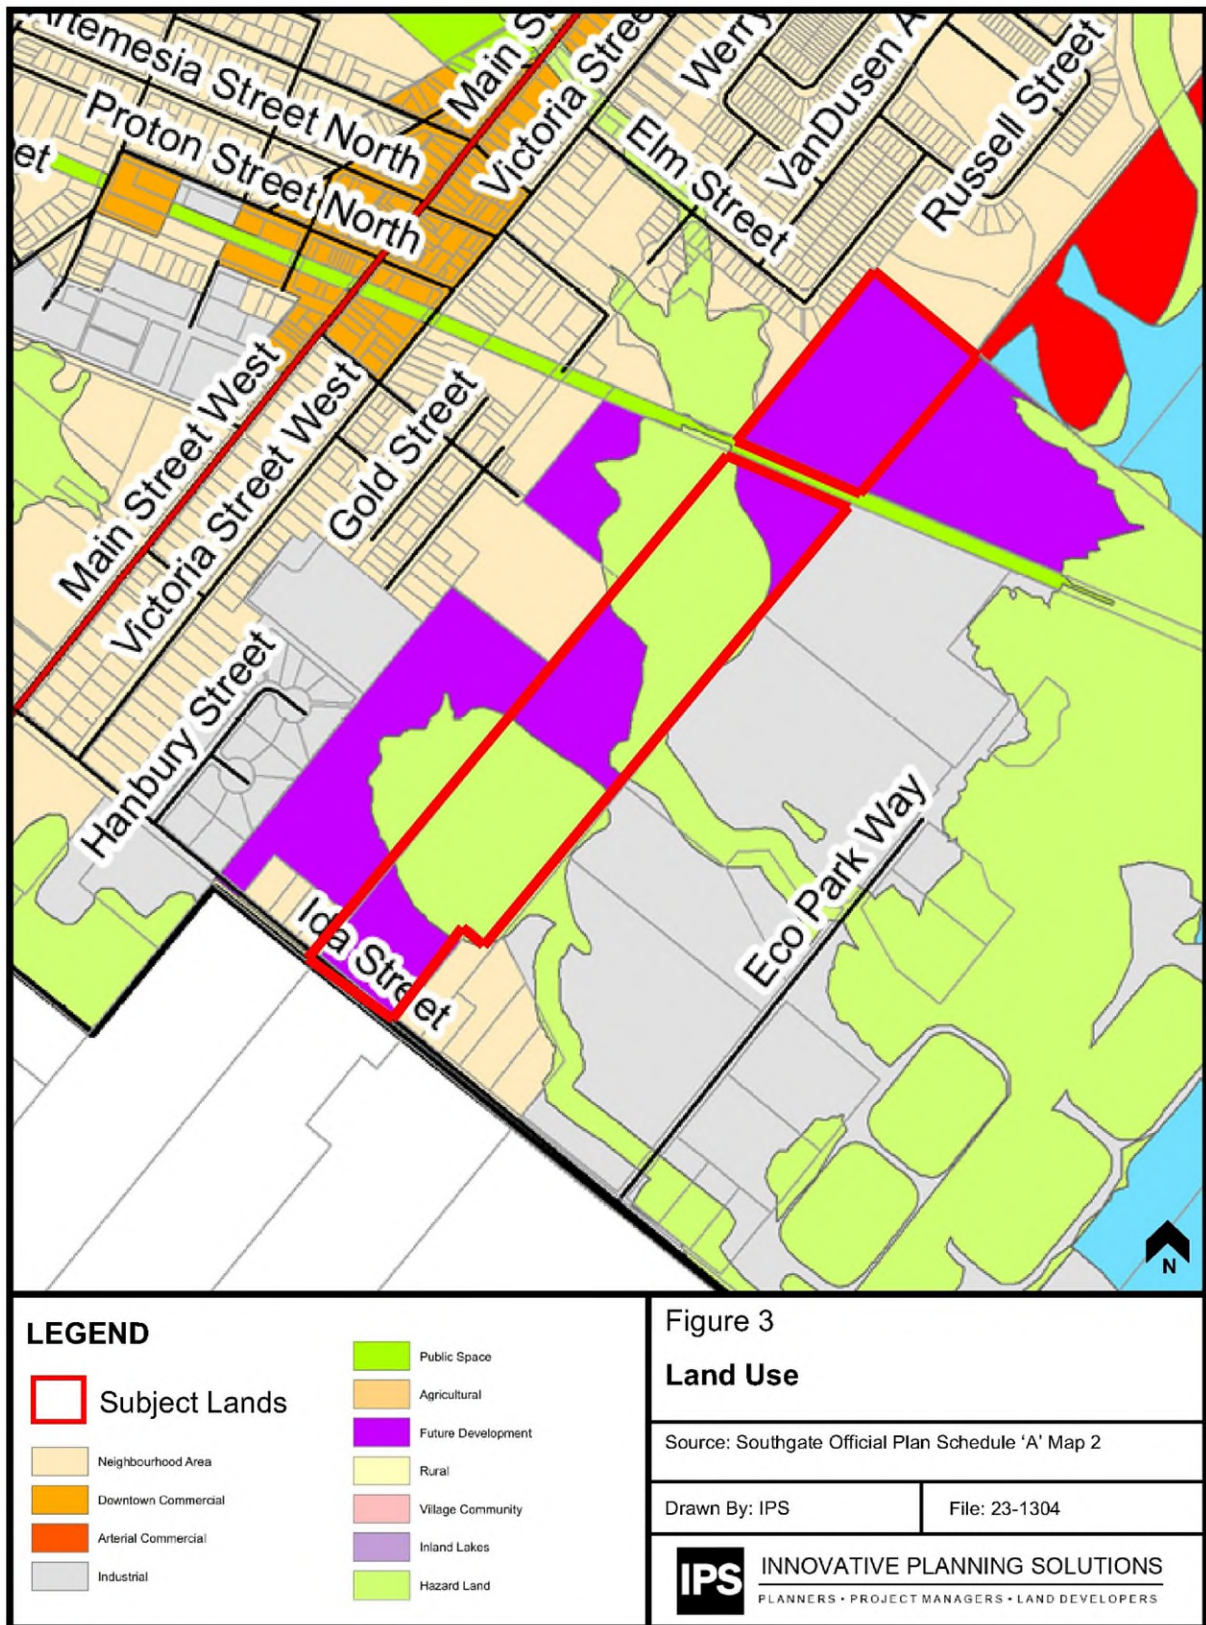 Artemesia Street North
Proton Street North
et
Main S
Victoria Stree
Werry
VanDusen A
Russell Street
Elm Street
Main Street West
Victoria Street West
Gold Street
Hanbury Street
Ida Street
Eco Park Way
N
LEGEND
Subject Lands
Neighbourhood Area
Downtown Commercial
Arterial Commercial
Industrial
Public Space
Agricultural
Future Development
Rural
Village Community
Inland Lakes
Hazard Land
Figure 3
Land Use
Source: Southgate Official Plan Schedule ‘A’ Map 2
Drawn By: IPS
File: 23-1304
IPS
INNOVATIVE PLANNING SOLUTIONS
PLANNERS • PROJECT MANAGERS • LAND DEVELOPERS